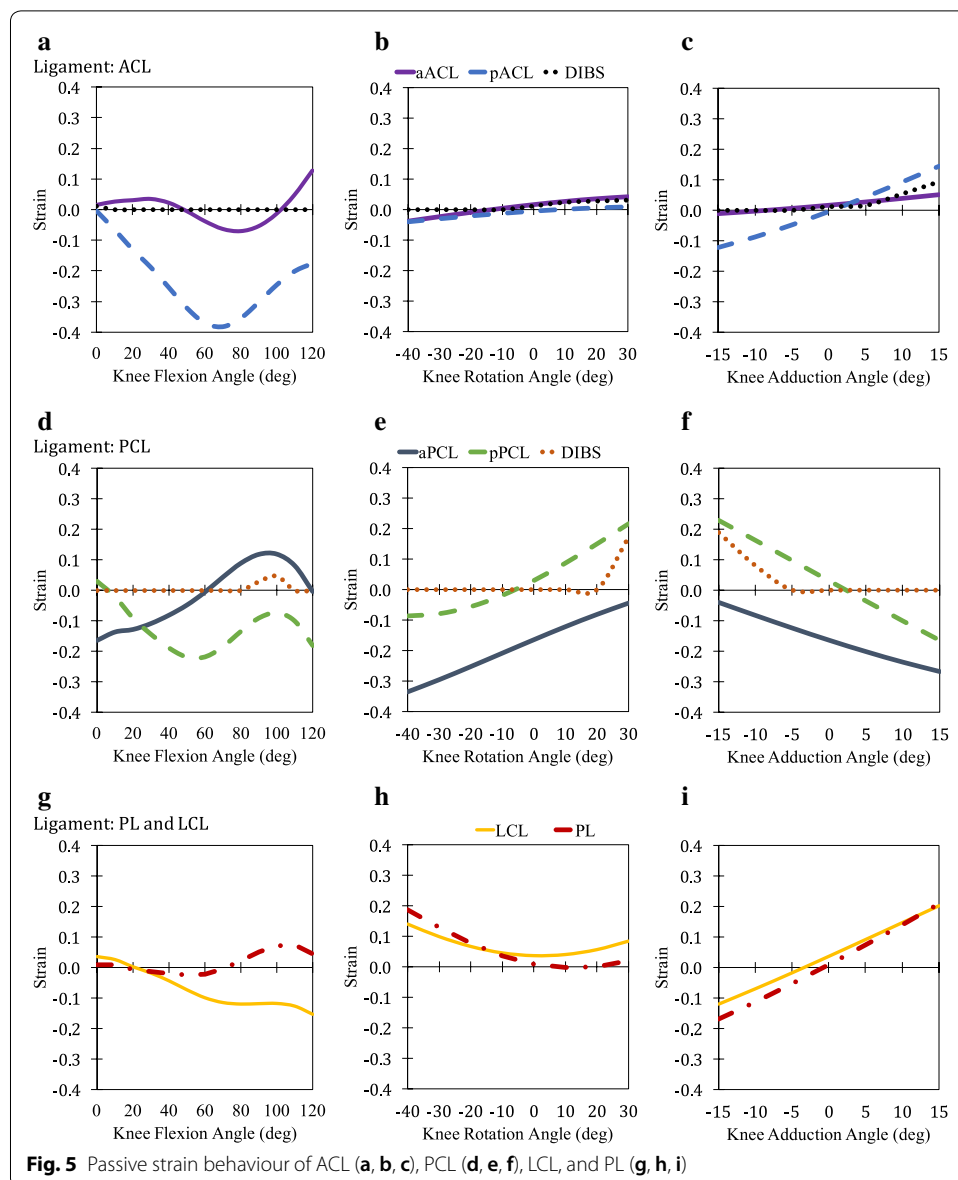 a
b
c
Ligament: ACL
aACL pACL DIBS
Strain
0.4
0.3
0.2
0.1
0.0
-0.1
-0.2
-0.3
-0.4
0 20 40 60 80 100 120
Knee Flexion Angle (deg)
Strain
0.4
0.3
0.2
0.1
0.0
-0.1
-0.2
-0.3
-0.4
-40 -30 -20 -10 0 10 20 30
Knee Rotation Angle (deg)
Strain
0.4
0.3
0.2
0.1
0.0
-0.1
-0.2
-0.3
-0.4
-15 -10 -5 0 5 10 15
Knee Adduction Angle (deg)
d
e
f
Ligament: PCL
aPCL pPCL DIBS
Strain
0.4
0.3
0.2
0.1
0.0
-0.1
-0.2
-0.3
-0.4
0 20 40 60 80 100 120
Knee Flexion Angle (deg)
Strain
0.4
0.3
0.2
0.1
0.0
-0.1
-0.2
-0.3
-0.4
-40 -30 -20 -10 0 10 20 30
Knee Rotation Angle (deg)
Strain
0.4
0.3
0.2
0.1
0.0
-0.1
-0.2
-0.3
-0.4
-15 -10 -5 0 5 10 15
Knee Adduction Angle (deg)
g
h
i
Ligament: PL and LCL
LCL PL
Strain
0.4
0.3
0.2
0.1
0.0
-0.1
-0.2
-0.3
-0.4
0 20 40 60 80 100 120
Knee Flexion Angle (deg)
Strain
0.4
0.3
0.2
0.1
0.0
-0.1
-0.2
-0.3
-0.4
-40 -30 -20 -10 0 10 20 30
Knee Rotation Angle (deg)
Strain
0.4
0.3
0.2
0.1
0.0
-0.1
-0.2
-0.3
-0.4
-15 -10 -5 0 5 10 15
Knee Adduction Angle (deg)
Fig. 5 Passive strain behaviour of ACL (a, b, c), PCL (d, e, f), LCL, and PL (g, h, i)